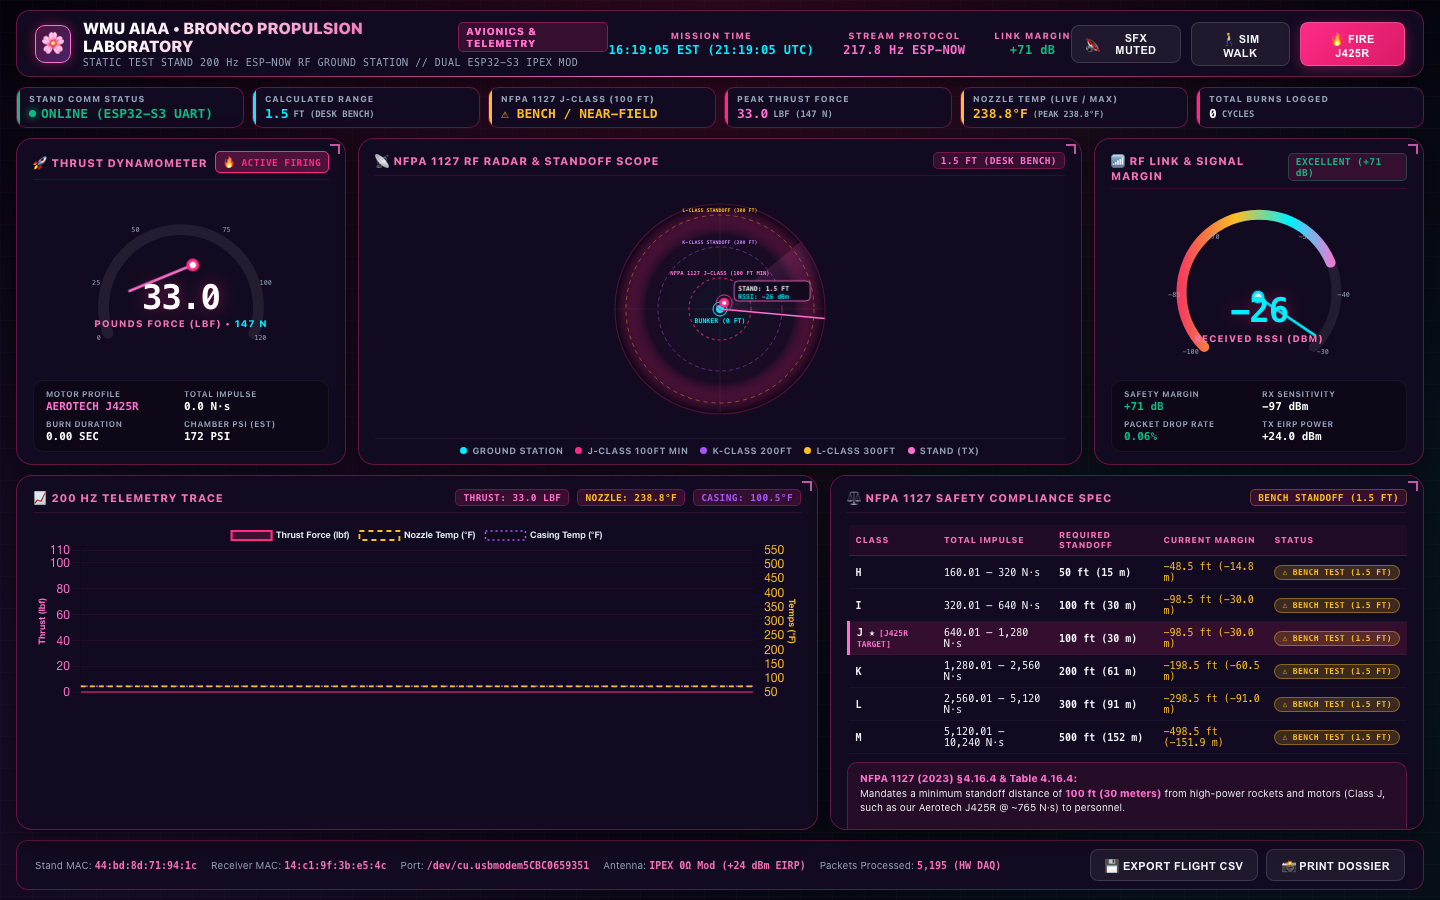 WMU AIAA • BRONCO PROPULSION
LABORATORY
STATIC TEST STAND 200 Hz ESP-NOW RF GROUND STATION // DUAL ESP32-S3 IPEX MOD
AVIONICS &
TELEMETRY
MISSION TIME
16:19:05 EST (21:19:05 UTC)
STREAM PROTOCOL
217.8 Hz ESP-NOW
LINK MARGIN
+71 dB
SFX
MUTED
SIM
WALK
FIRE
J425R
STAND COMM STATUS
ONLINE (ESP32-S3 UART)
CALCULATED RANGE
1.5 FT (DESK BENCH)
NFPA 1127 J-CLASS (100 FT)
⚠ BENCH / NEAR-FIELD
PEAK THRUST FORCE
33.0 LBF (147 N)
NOZZLE TEMP (LIVE / MAX)
238.8°F (PEAK 238.8°F)
TOTAL BURNS LOGGED
0 CYCLES
THRUST DYNAMOMETER
ACTIVE FIRING
50
75
25
100
33.0
POUNDS FORCE (LBF) • 147 N
0
120
MOTOR PROFILE
AEROTECH J425R
TOTAL IMPULSE
0.0 N·s
BURN DURATION
0.00 SEC
CHAMBER PSI (EST)
172 PSI
NFPA 1127 RF RADAR & STANDOFF SCOPE
1.5 FT (DESK BENCH)
L-CLASS STANDOFF (300 FT)
K-CLASS STANDOFF (200 FT)
NFPA 1127 J-CLASS (100 FT MIN)
STAND: 1.5 FT
RSSI: -26 dBm
BUNKER (0 FT)
GROUND STATION
J-CLASS 100FT MIN
K-CLASS 200FT
L-CLASS 300FT
STAND (TX)
RF LINK & SIGNAL
MARGIN
EXCELLENT (+71
dB)
-85
-40
-26
RECEIVED RSSI (DBM)
-100
-30
SAFETY MARGIN
+71 dB
RX SENSITIVITY
-97 dBm
PACKET DROP RATE
0.06%
TX EIRP POWER
+24.0 dBm
200 HZ TELEMETRY TRACE
THRUST: 33.0 LBF
NOZZLE: 238.8°F
CASING: 100.5°F
Thrust Force (lbf)
Nozzle Temp (°F)
Casing Temp (°F)
110
100
80
60
40
20
0
Thrust (lbf)
550
500
450
400
350
300
250
200
150
100
50
Temps (°F)
NFPA 1127 SAFETY COMPLIANCE SPEC
BENCH STANDOFF (1.5 FT)
CLASS
TOTAL IMPULSE
REQUIRED
STANDOFF
CURRENT MARGIN
STATUS
H
160.01 – 320 N·s
50 ft (15 m)
-48.5 ft (-14.8
m)
⚠ BENCH TEST (1.5 FT)
I
320.01 – 640 N·s
100 ft (30 m)
-98.5 ft (-30.0
m)
⚠ BENCH TEST (1.5 FT)
J ★ [J425R
TARGET]
640.01 – 1,280
N·s
100 ft (30 m)
-98.5 ft (-30.0
m)
⚠ BENCH TEST (1.5 FT)
K
1,280.01 – 2,560
N·s
200 ft (61 m)
-198.5 ft (-60.5
m)
⚠ BENCH TEST (1.5 FT)
L
2,560.01 – 5,120
N·s
300 ft (91 m)
-298.5 ft (-91.0
m)
⚠ BENCH TEST (1.5 FT)
M
5,120.01 –
10,240 N·s
500 ft (152 m)
-498.5 ft
(-151.9 m)
⚠ BENCH TEST (1.5 FT)
NFPA 1127 (2023) §4.16.4 & Table 4.16.4:
Mandates a minimum standoff distance of 100 ft (30 meters) from high-power rockets and motors (Class J,
such as our Aerotech J425R @ ~765 N·s) to personnel.
Stand MAC: 44:bd:8d:71:94:1c
Receiver MAC: 14:c1:9f:3b:e5:4c
Port: /dev/cu.usbmodem5CBC0659351
Antenna: IPEX 0Ω Mod (+24 dBm EIRP)
Packets Processed: 5,195 (HW DAQ)
EXPORT FLIGHT CSV
PRINT DOSSIER